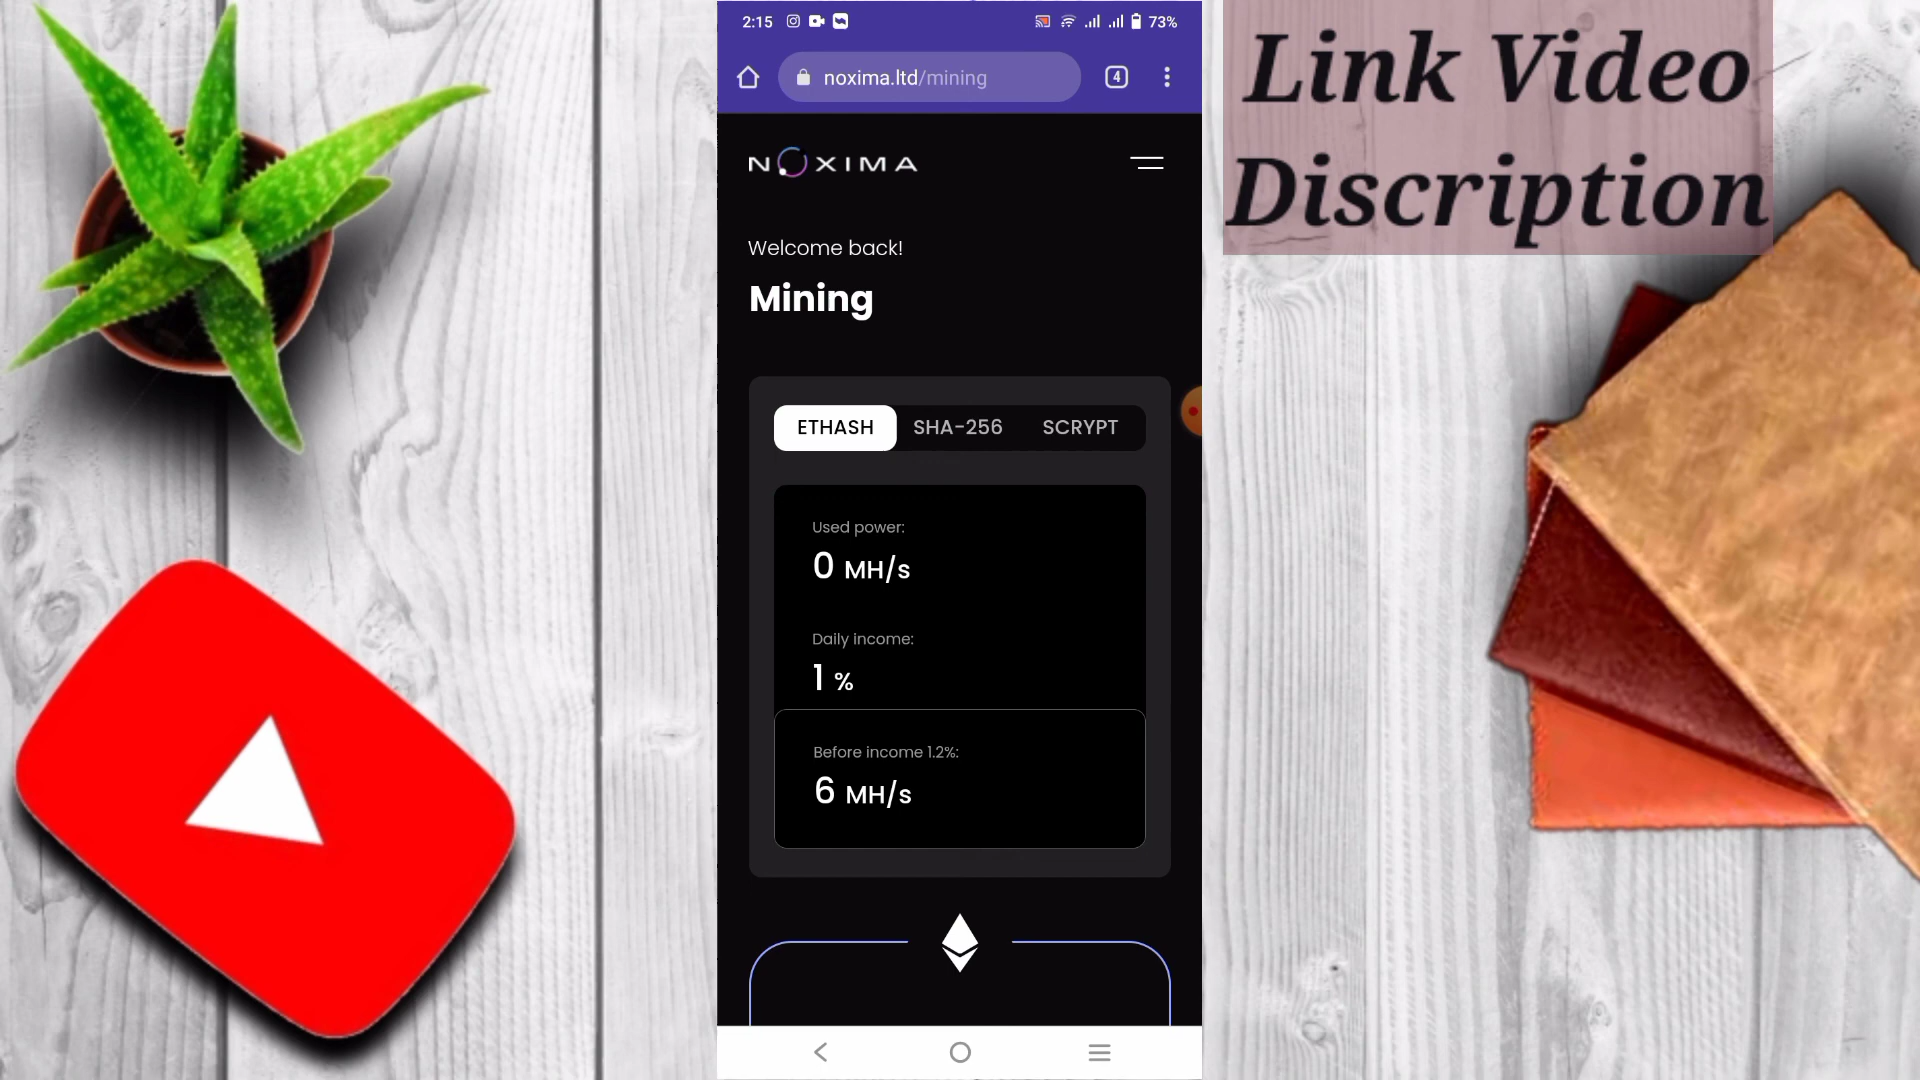 2:15
73%
noxima.ltd/mining
4
NOXIMA
Welcome back!
Mining
ETHASH SHA-256 SCRYPT
Used power:
0 MH/s
Daily income:
1 %
Before income 1.2%:
6 MH/s
Link Video
Discription